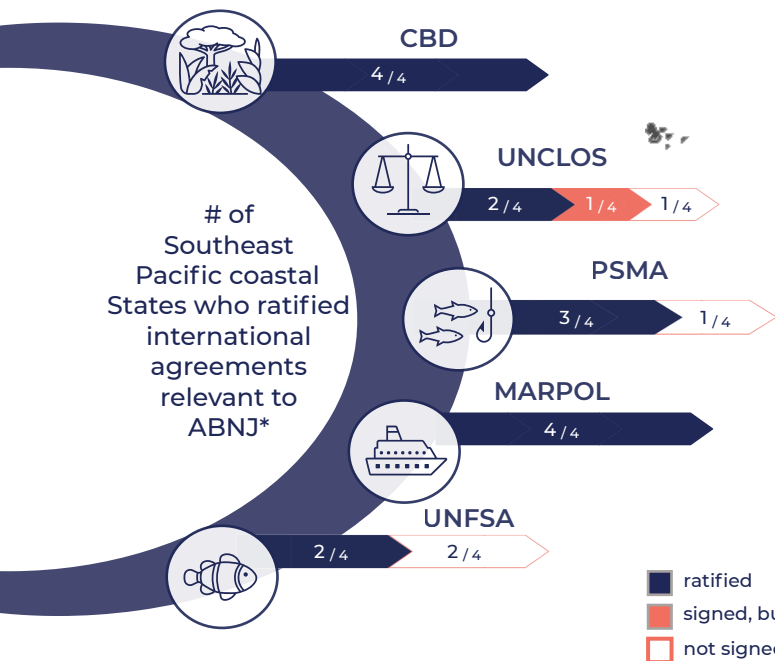 CBD
4 / 4
UNCLOS
2 / 4 1 / 4 1 / 4
# of
Southeast
Pacific coastal
States who ratified
international
agreements
relevant to
ABNJ*
PSMA
3 / 4 1 / 4
MARPOL
4 / 4
UNFSA
2 / 4 2 / 4
ratified
signed, bu
not signed